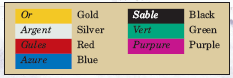 Or Gold
Argent Silver
Gules Red
Azure Blue
Sable Black
Vert Green
Purpure Purple